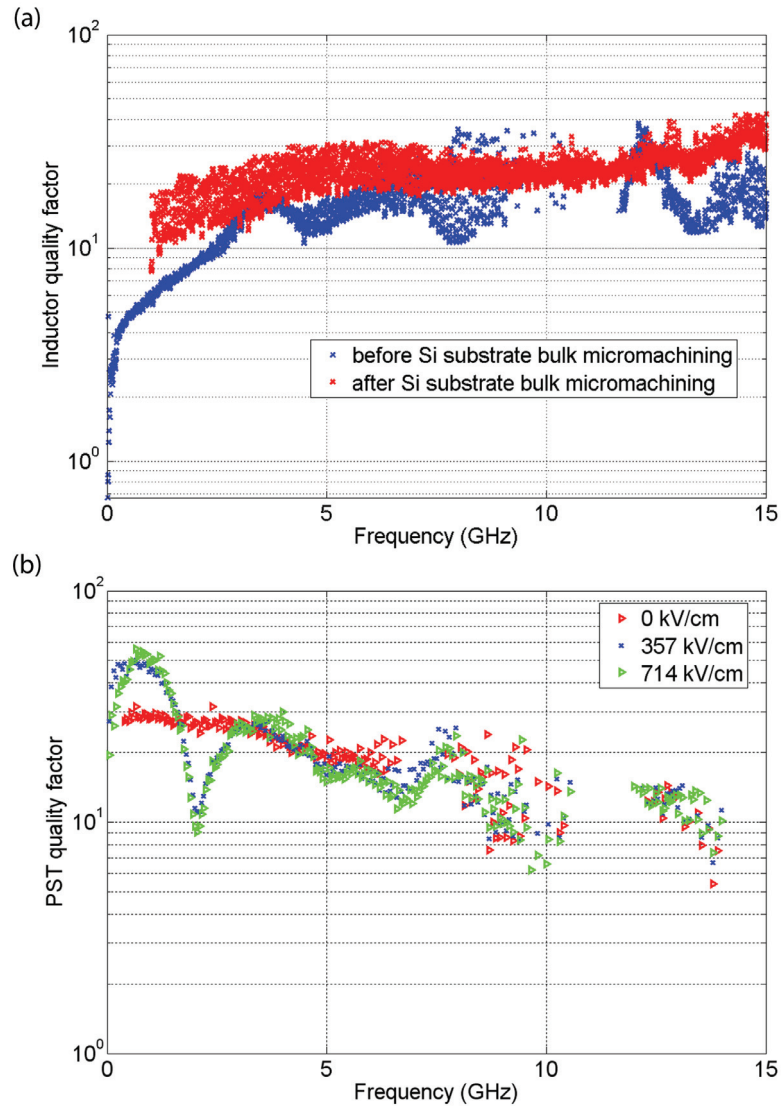 (a)
10²
10¹
10⁰
Inductor quality factor
× before Si substrate bulk micromachining
× after Si substrate bulk micromachining
0 5 10 15
Frequency (GHz)
(b)
10²
10¹
10⁰
PST quality factor
0 kV/cm
357 kV/cm
714 kV/cm
0 5 10 15
Frequency (GHz)